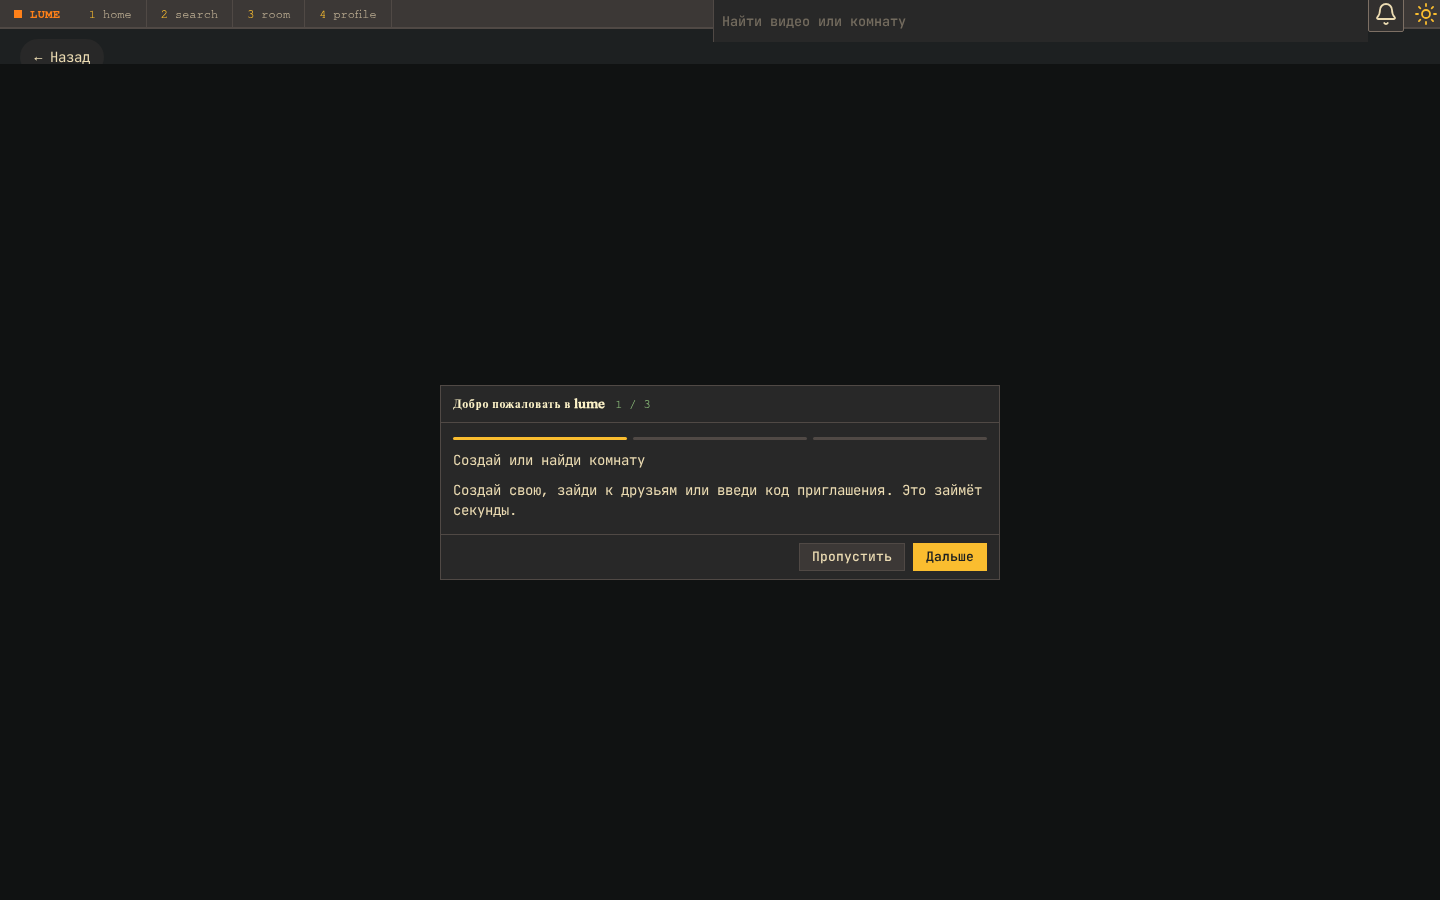 LUME 1 home 2 search 3 room 4 profile Найти видео или комнату
← Назад
Добро пожаловать в lume 1 / 3
Создай или найди комнату
Создай свою, зайди к друзьям или введи код приглашения. Это займёт
секунды.
Пропустить Дальше